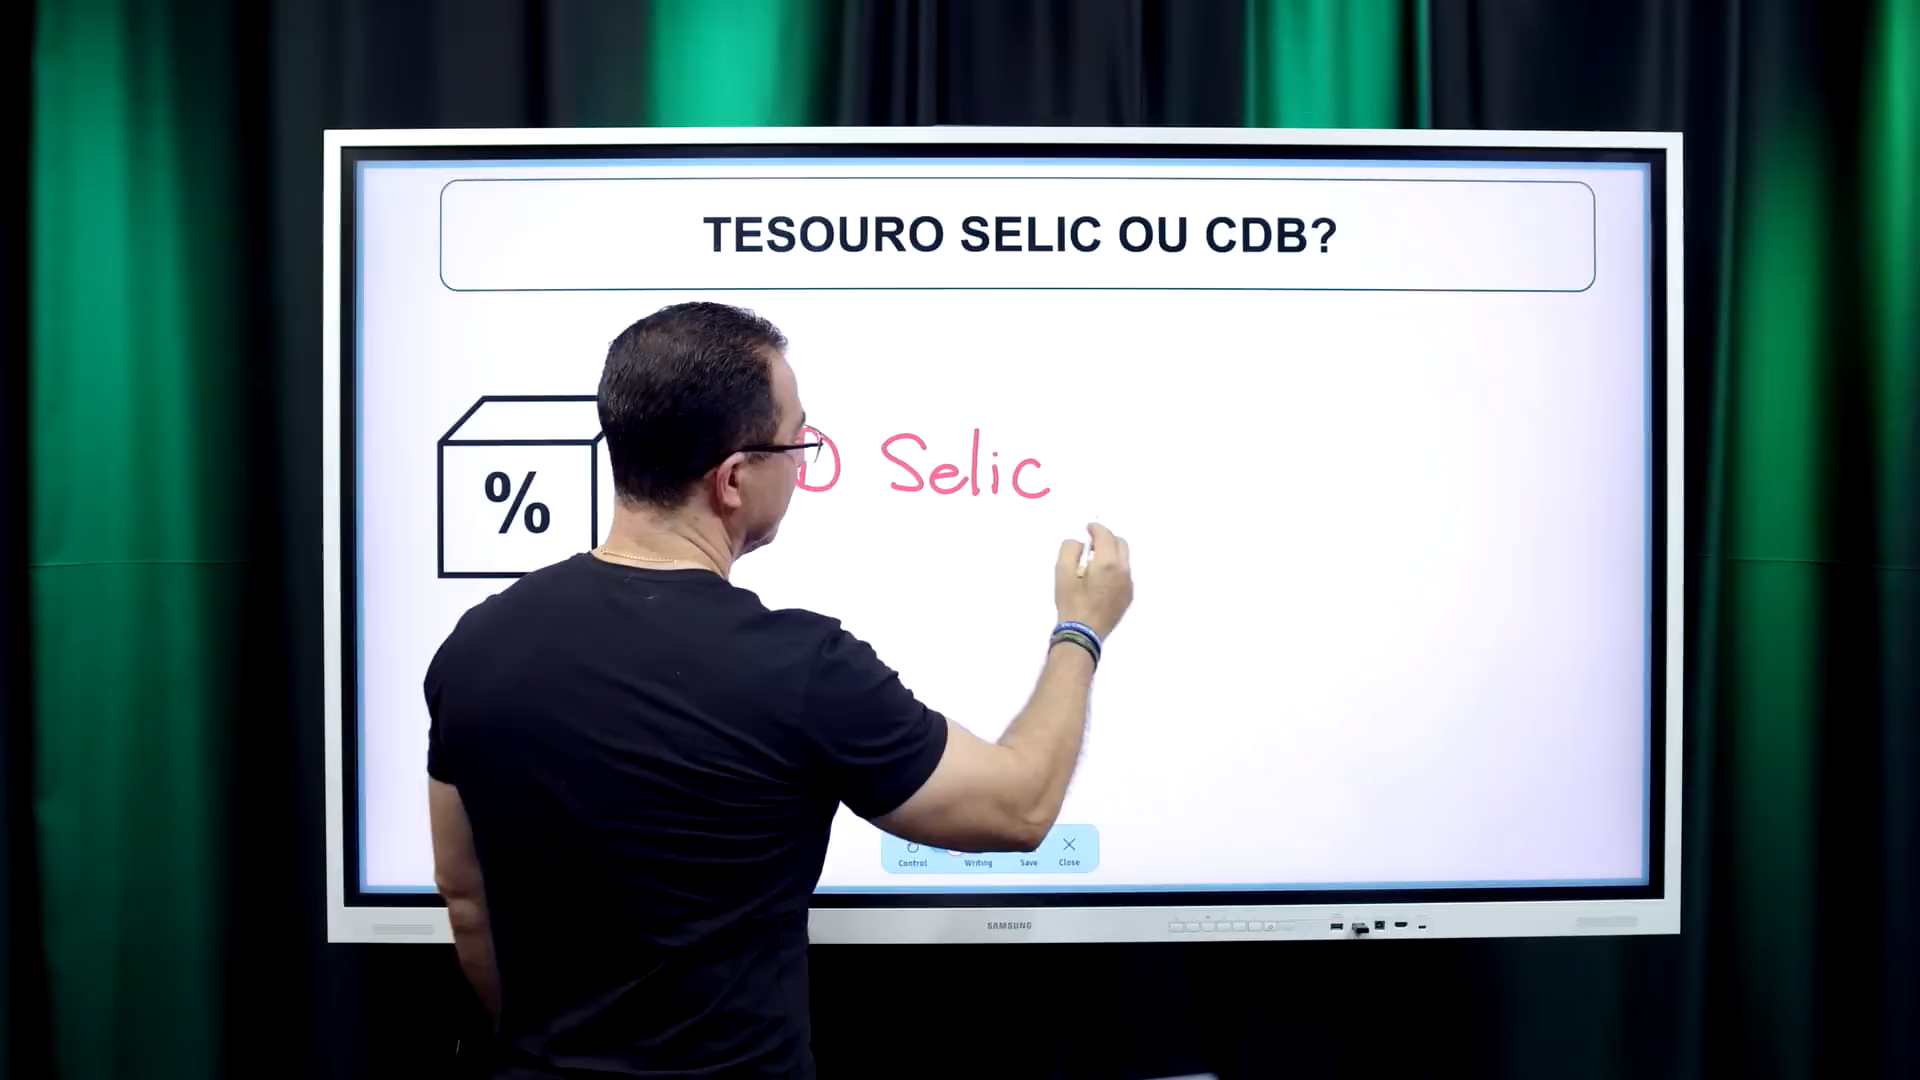 TESOURO SELIC OU CDB?
Selic
%
Control Writing Save Close
SAMSUNG